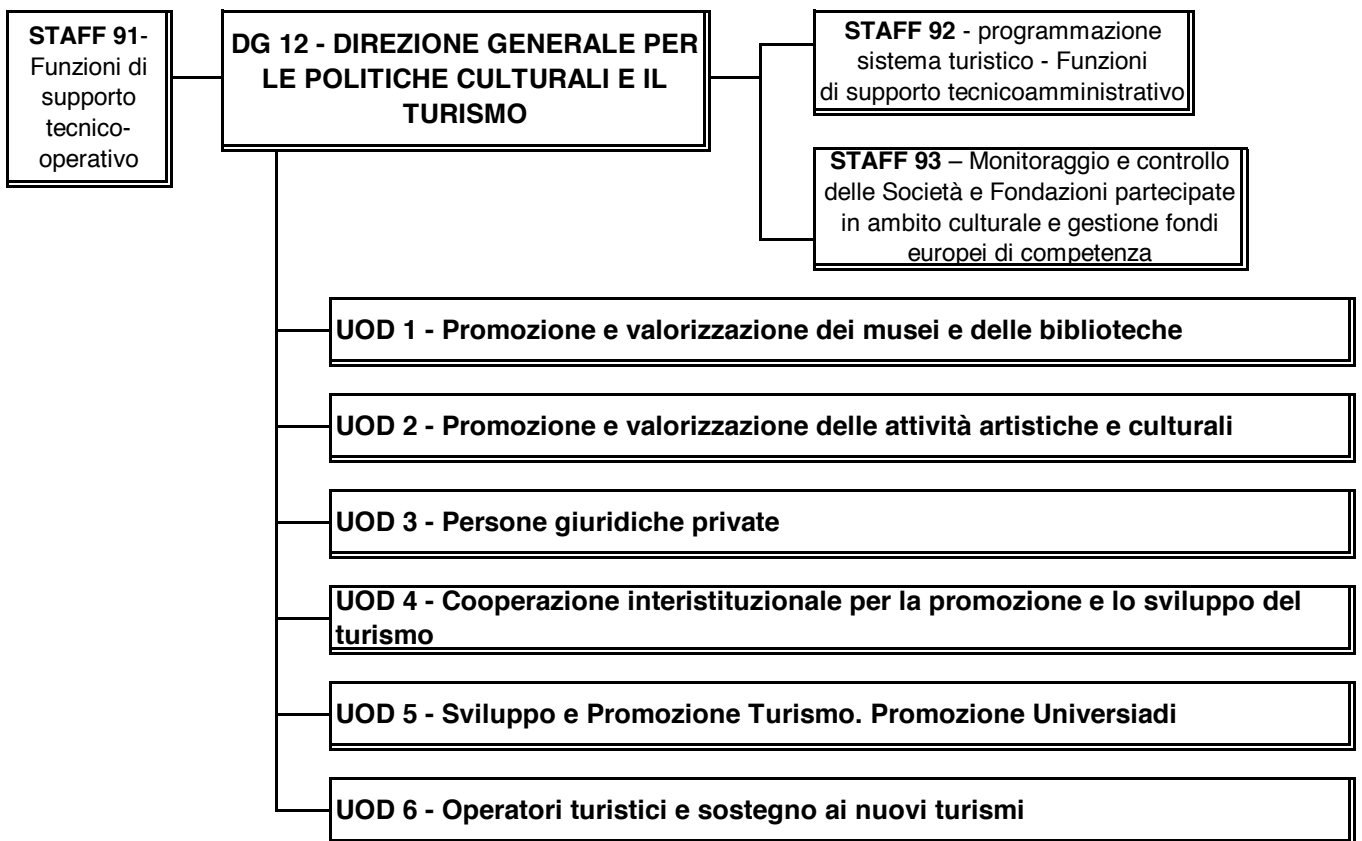 STAFF 91-
Funzioni di
supporto
tecnico-
operativo
DG 12 - DIREZIONE GENERALE PER
LE POLITICHE CULTURALI E IL
TURISMO
STAFF 92 - programmazione
sistema turistico - Funzioni
di supporto tecnicoamministrativo
STAFF 93 – Monitoraggio e controllo
delle Società e Fondazioni partecipate
in ambito culturale e gestione fondi
europei di competenza
UOD 1 - Promozione e valorizzazione dei musei e delle biblioteche
UOD 2 - Promozione e valorizzazione delle attività artistiche e culturali
UOD 3 - Persone giuridiche private
UOD 4 - Cooperazione interistituzionale per la promozione e lo sviluppo del
turismo
UOD 5 - Sviluppo e Promozione Turismo. Promozione Universiadi
UOD 6 - Operatori turistici e sostegno ai nuovi turismi